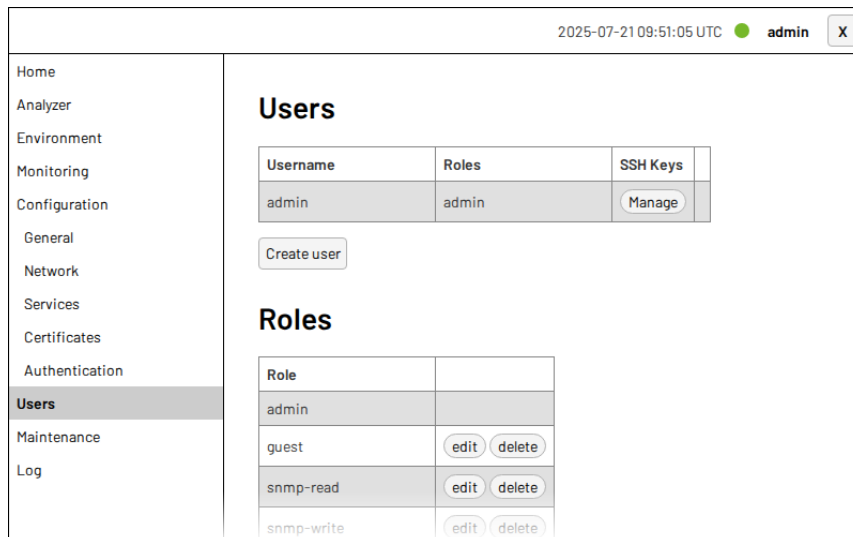 2025-07-21 09:51:05 UTC admin X
Home
Analyzer
Environment
Monitoring
Configuration
General
Network
Services
Certificates
Authentication
Users
Maintenance
Log
Users
Username Roles SSH Keys
admin admin Manage
Create user
Roles
Role
admin
guest edit delete
snmp-read edit delete
snmp-write edit delete